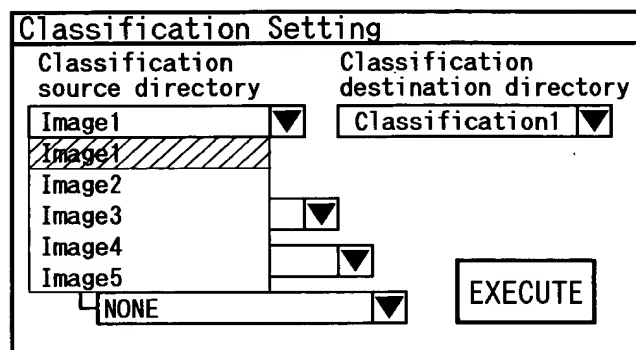 Classification Setting
Classification
source directory
Classification
destination directory
Image1
Classification1
Image1
Image2
Image3
Image4
Image5
NONE
EXECUTE